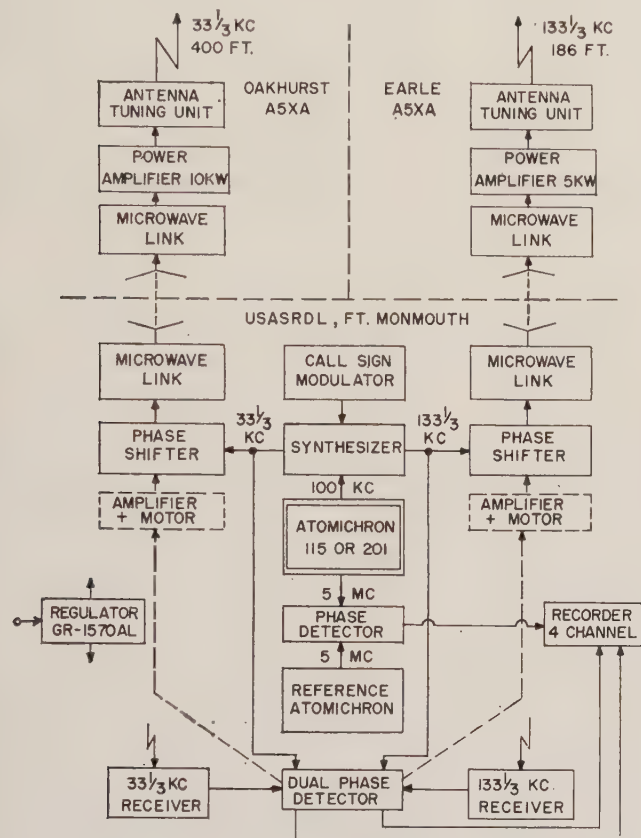 33⅓ KC
400 FT.
133⅓ KC
186 FT.
OAKHURST
A5XA
EARLE
A5XA
ANTENNA
TUNING UNIT
ANTENNA
TUNING UNIT
POWER
AMPLIFIER 10KW
POWER
AMPLIFIER 5KW
MICROWAVE
LINK
MICROWAVE
LINK
USASRDL, FT. MONMOUTH
MICROWAVE
LINK
CALL SIGN
MODULATOR
MICROWAVE
LINK
33⅓
KC
133⅓
KC
PHASE
SHIFTER
SYNTHESIZER
PHASE
SHIFTER
100 KC
AMPLIFIER
+ MOTOR
ATOMICHRON
115 OR 201
AMPLIFIER
+ MOTOR
5 MC
REGULATOR
GR-1570AL
PHASE
DETECTOR
RECORDER
4 CHANNEL
5 MC
REFERENCE
ATOMICHRON
33⅓ KC
RECEIVER
DUAL PHASE
DETECTOR
133⅓ KC
RECEIVER